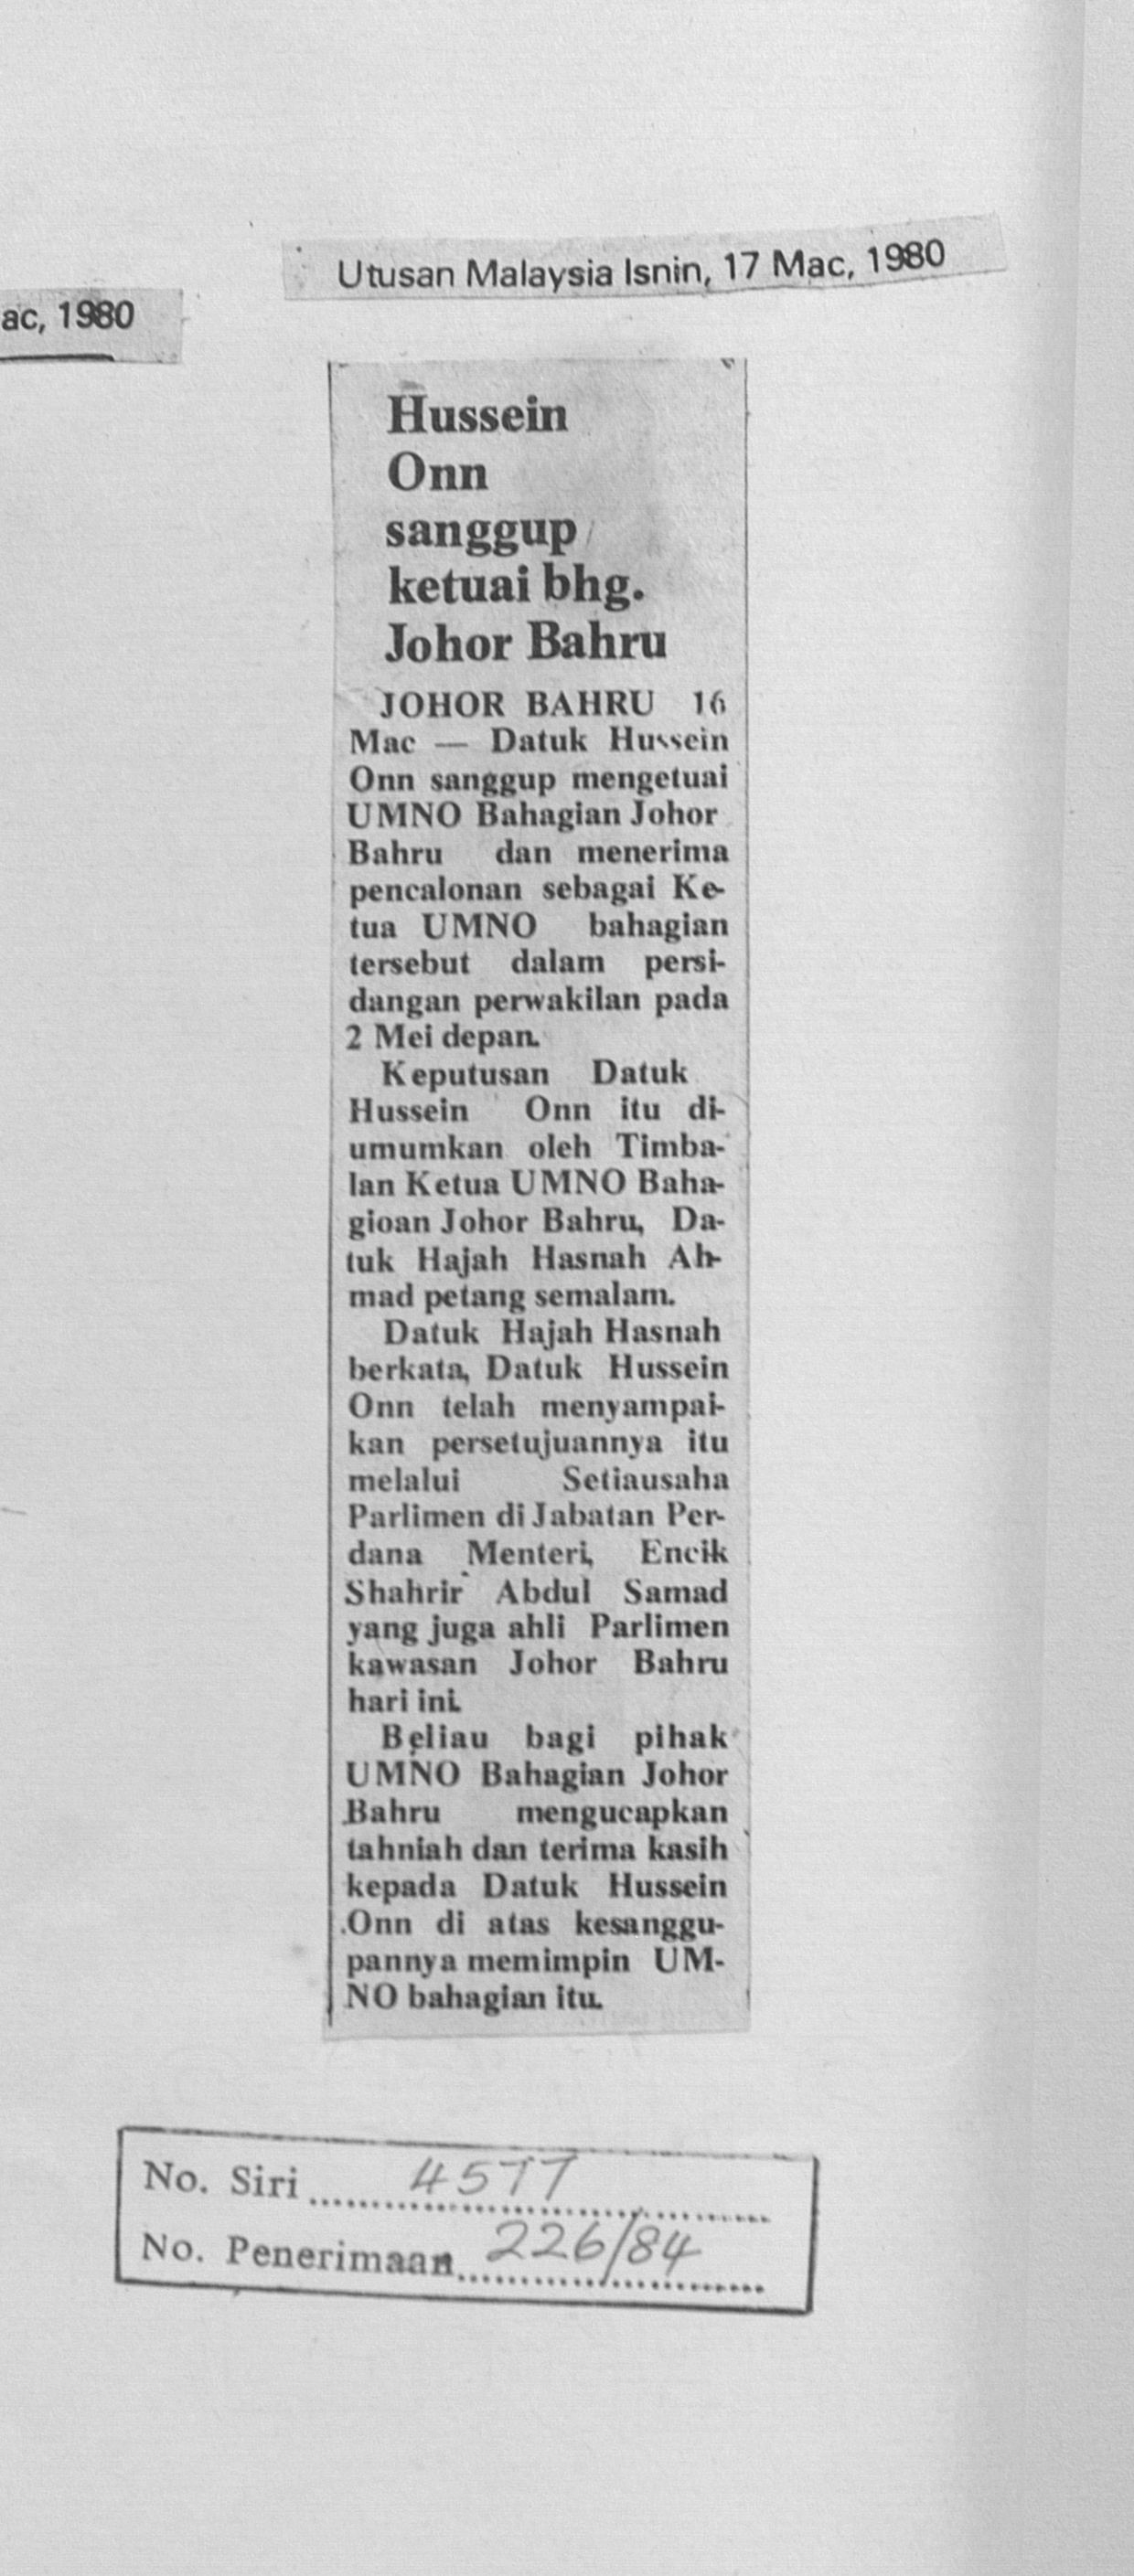 Utusan Malaysia Isnin, 17 Mac, 1980
ac, 1980
Hussein
Onn
sanggup
ketuai bhg.
Johor Bahru
JOHOR BAHRU 16
Mac — Datuk Hussein
Onn sanggup mengetuai
UMNO Bahagian Johor
Bahru dan menerima
pencalonan sebagai Ke-
tua UMNO bahagian
tersebut dalam persi-
dangan perwakilan pada
2 Mei depan.
Keputusan Datuk
Hussein Onn itu di-
umumkan oleh Timba-
lan Ketua UMNO Baha-
gioan Johor Bahru, Da-
tuk Hajah Hasnah Ah-
mad petang semalam.
Datuk Hajah Hasnah
berkata, Datuk Hussein
Onn telah menyampai-
kan persetujuannya itu
melalui Setiausaha
Parlimen di Jabatan Per-
dana Menteri, Encik
Shahrir Abdul Samad
yang juga ahli Parlimen
kawasan Johor Bahru
hari ini.
Beliau bagi pihak
UMNO Bahagian Johor
Bahru mengucapkan
tahniah dan terima kasih
kepada Datuk Hussein
Onn di atas kesanggu-
pannya memimpin UM-
NO bahagian itu.
No. Siri 4577
No. Penerimaan 226/84